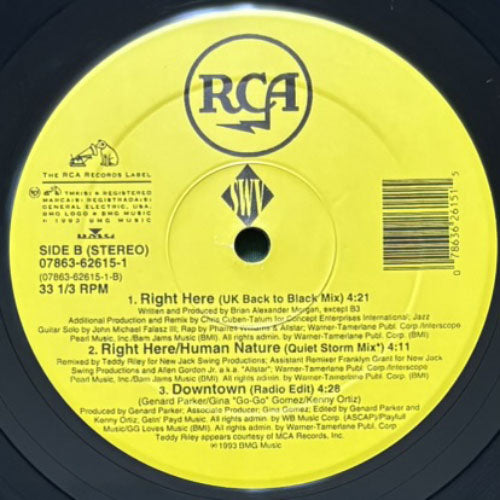 RCA
THE RCA RECORDS LABEL
TMK(S) ® REGISTERED
MARCA(S) REGISTRADA(S)
GENERAL ELECTRIC, USA,
BMG LOGO ® BMG MUSIC
℗ 1993 BMG MUSIC
BMG
SWV
SIDE B (STEREO)
07863-62615-1
(07863-62615-1-B)
33 1/3 RPM
0 78636 26151 5
1. Right Here (UK Back to Black Mix) 4:21
Written and Produced by Brian Alexander Morgan, except B3
Additional Production and Remix by Chris Cuben-Tatum for Concept Enterprises International; Jazz
Guitar Solo by John Michael Falasz III; Rap by Pharrell Williams & Allstar; Warner-Tamerlane Publ. Corp./Interscope
Pearl Music, Inc./Bam Jams Music (BMI). All rights admin. by Warner-Tamerlane Publ. Corp. (BMI)
2. Right Here/Human Nature (Quiet Storm Mix*) 4:11
Remixed by Teddy Riley for New Jack Swing Productions; Assistant Remixer Franklyn Grant for New Jack
Swing Productions and Allen Gordon Jr. a.k.a. "Allstar"; Warner-Tamerlane Publ. Corp./Interscope
Pearl Music, Inc./Bam Jams Music (BMI). All rights admin. by Warner-Tamerlane Publ. Corp. (BMI)
3. Downtown (Radio Edit) 4:28
(Genard Parker/Gina "Go-Go" Gomez/Kenny Ortiz)
Produced by Genard Parker; Associate Producer: Gina Gomez; Edited by Genard Parker and
Kenny Ortiz, Gein' Payd Music. All rights admin. by WB Music Corp. (ASCAP)/Playfull
Music/GG Loves Music (BMI). All rights admin. by Warner-Tamerlane Publ. Corp.
Teddy Riley appears courtesy of MCA Records, Inc.
℗ 1993 BMG Music